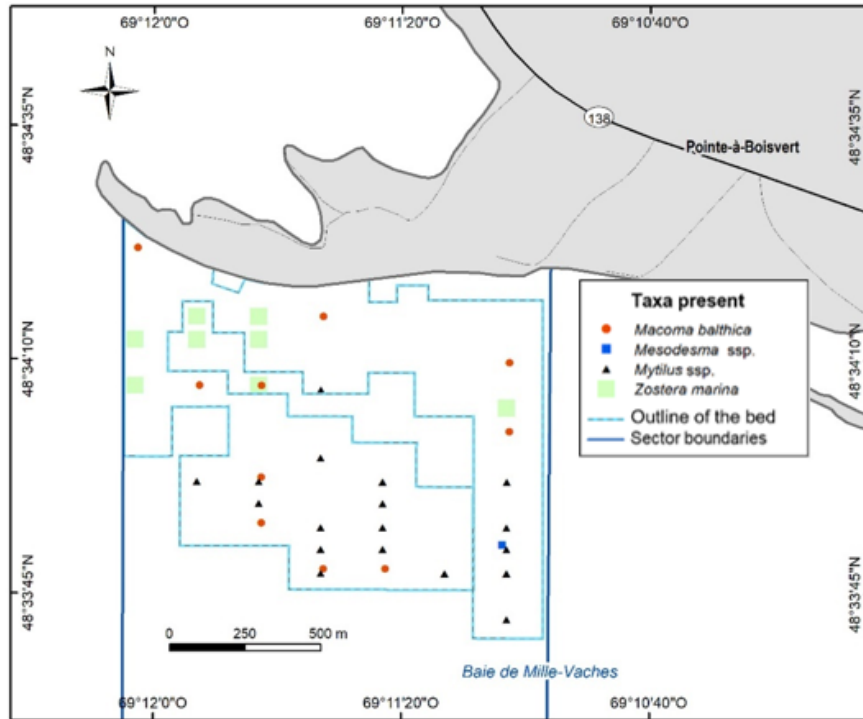 69°12'0"O
69°11'20"O
69°10'40"O
N
48°34'35"N
48°34'35"N
138
Pointe-à-Boisvert
Taxa present
Macoma balthica
Mesodesma ssp.
Mytilus ssp.
Zostera marina
Outline of the bed
Sector boundaries
48°34'10"N
48°34'10"N
48°33'45"N
48°33'45"N
0 250 500 m
Baie de Mille-Vaches
69°12'0"O
69°11'20"O
69°10'40"O